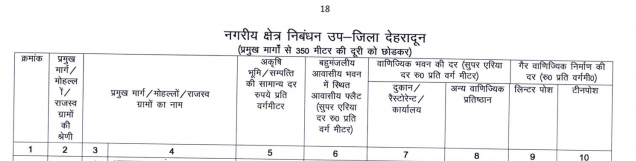 18
नगरीय क्षेत्र निबंधन उप–जिला देहरादून
(प्रमुख मार्गो से 350 मीटर की दूरी को छोडकर)
क्रमांक
प्रमुख
मार्ग/
मोहल्ल
ों/
राजस्व
ग्रामों
की
श्रेणी
प्रमुख मार्ग/मोहल्लों/राजस्व
ग्रामों का नाम
अकृषि
भूमि/सम्पत्ति
की सामान्य दर
रुपये प्रति
वर्गमीटर
बहुमंजलीय
आवासीय भवन
में स्थित
आवासीय फ्लैट
(सुपर एरिया
दर रु0 प्रति
वर्ग मीटर)
वाणिज्यिक भवन की दर (सुपर एरिया
दर रु0 प्रति वर्ग मीटर)
दुकान/
रैस्टोरेन्ट/
कार्यालय
अन्य वाणिज्यिक
प्रतिष्ठान
गैर वाणिज्यिक निर्माण की
दर (रु0 प्रति वर्गमी0)
लिन्टर पोश
टीनपोश
1 2 3 4 5 6 7 8 9 10